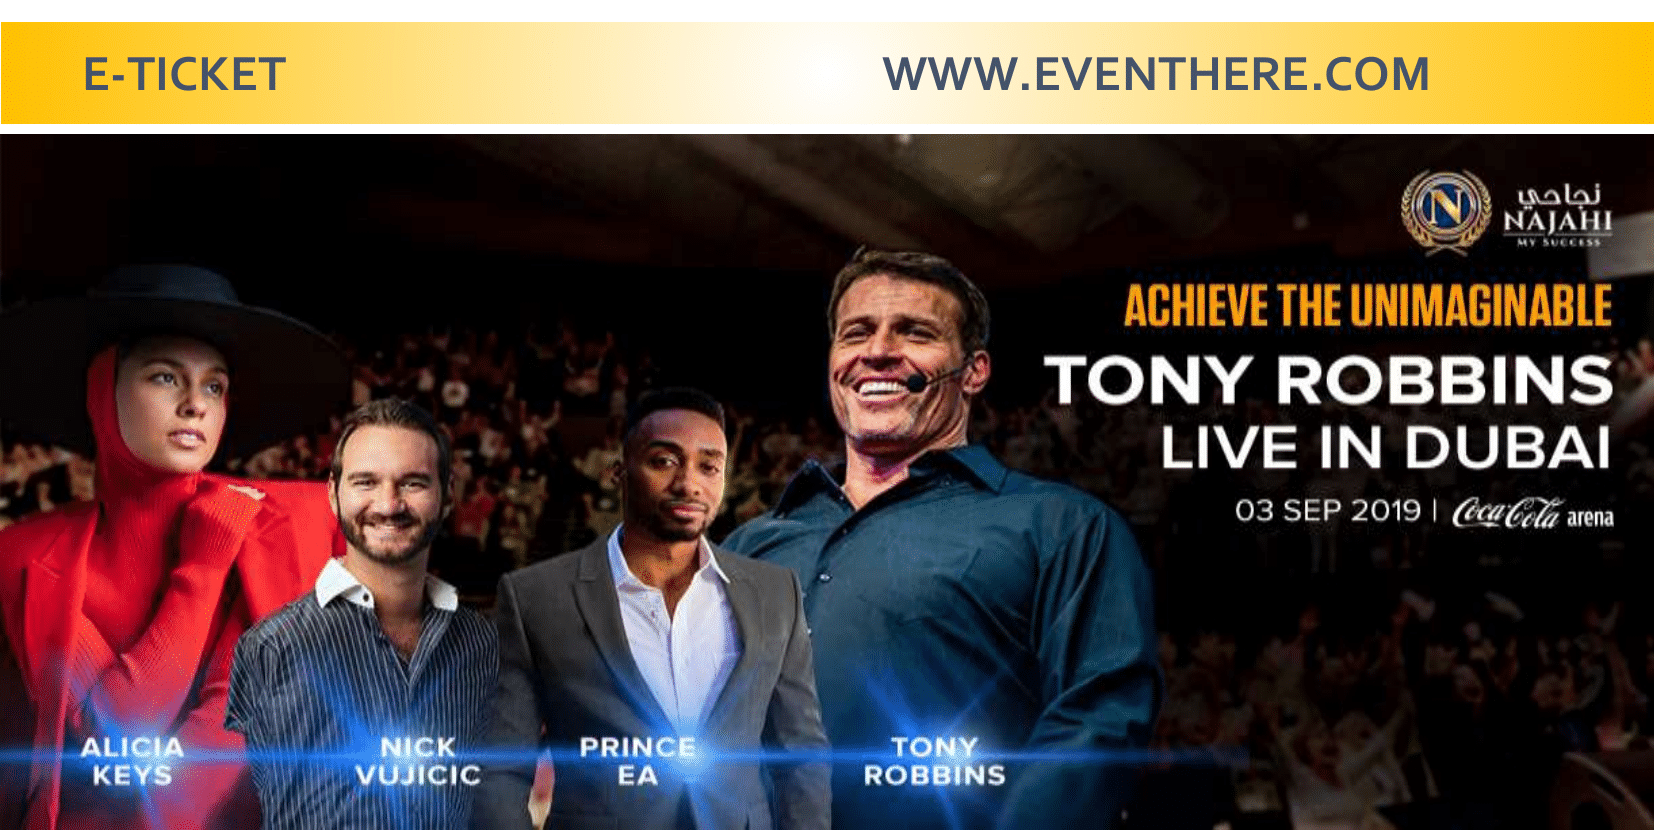 E-TICKET
WWW.EVENTHERE.COM
N
نجاحي
NAJAHI
MY SUCCESS
ACHIEVE THE UNIMAGINABLE
TONY ROBBINS
LIVE IN DUBAI
03 SEP 2019 | Coca-Cola arena
ALICIA
KEYS
NICK
VUJICIC
PRINCE
EA
TONY
ROBBINS